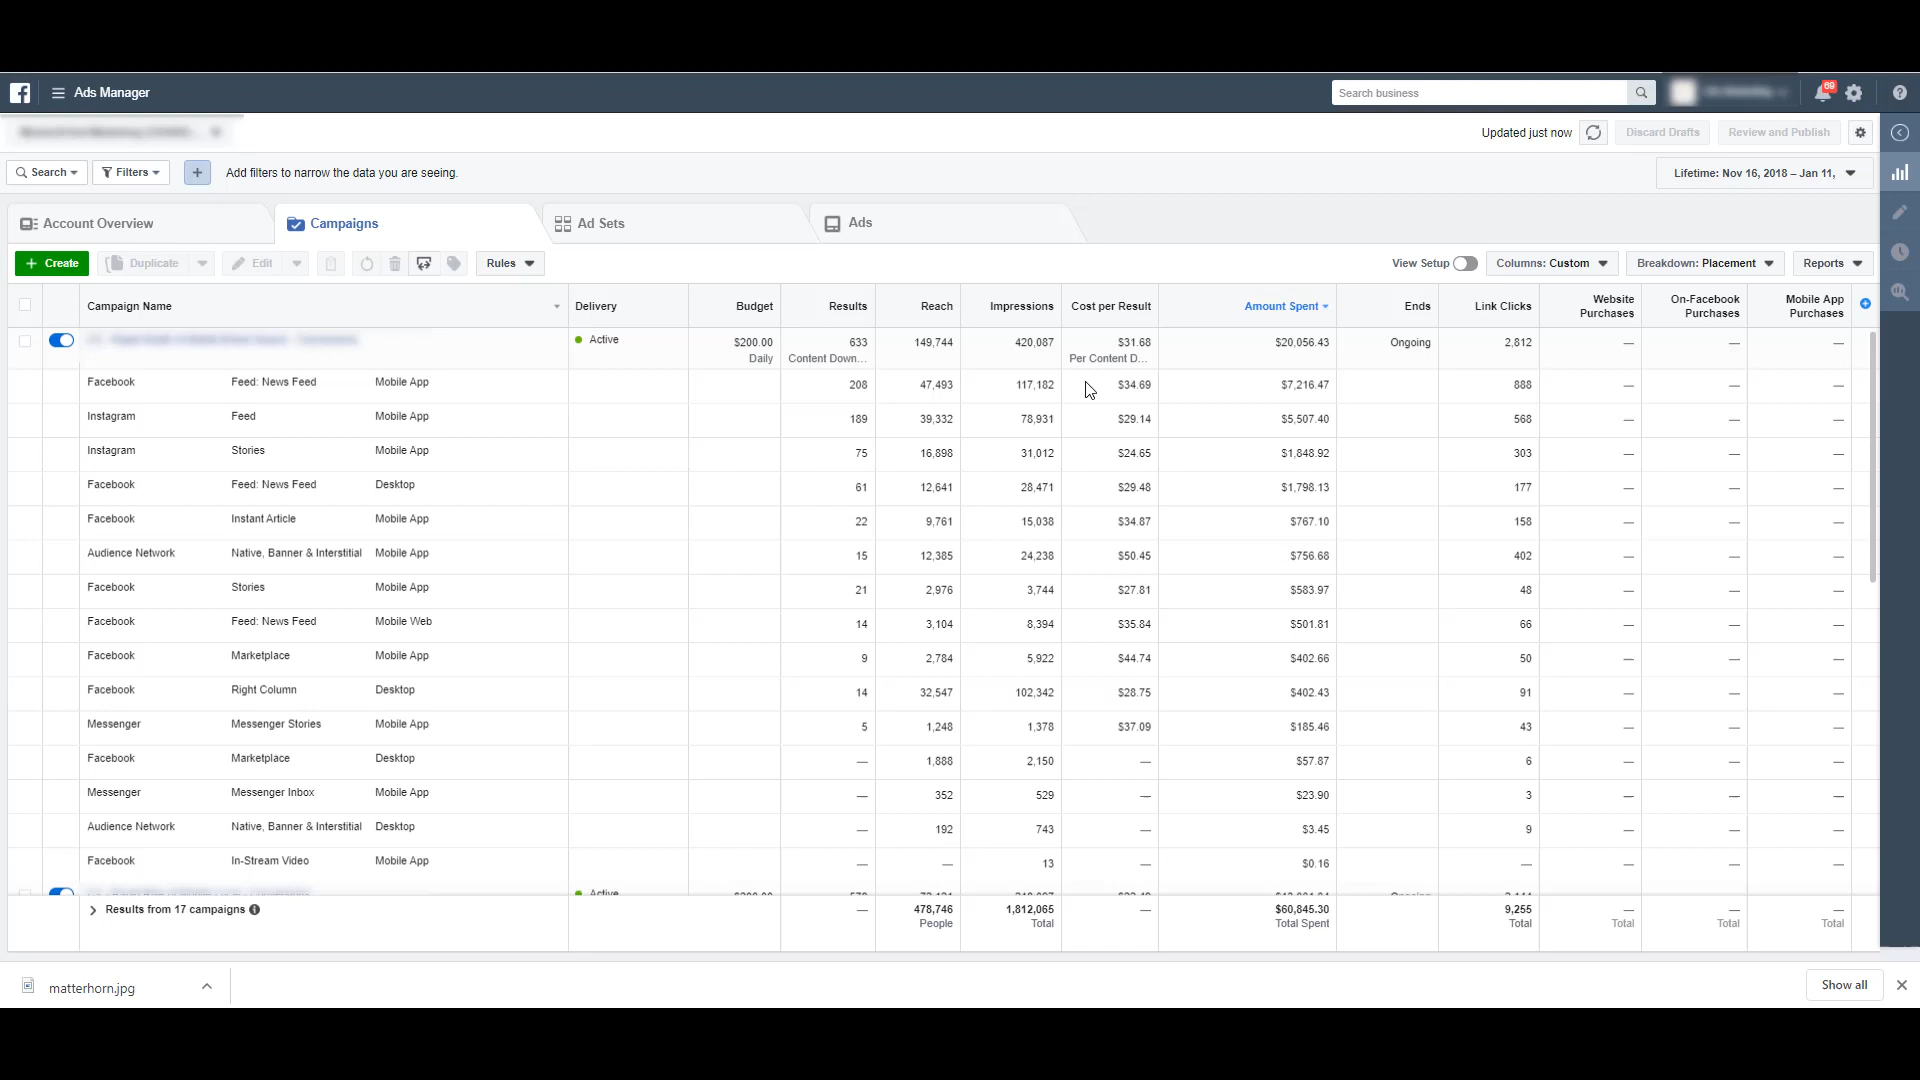 Ads Manager
Search business
69
Updated just now
Discard Drafts
Review and Publish
Search
Filters
Add filters to narrow the data you are seeing.
Lifetime: Nov 16, 2018 – Jan 11,
Account Overview
Campaigns
Ad Sets
Ads
+ Create
Duplicate
Edit
Rules
View Setup
Columns: Custom
Breakdown: Placement
Reports
Campaign Name Delivery Budget Results Reach Impressions Cost per Result Amount Spent Ends Link Clicks Website Purchases On-Facebook Purchases Mobile App Purchases
Active $200.00 633 149,744 420,087 $31.68 $20,056.43 Ongoing 2,812 — — —
Daily Content Down... Per Content D...
Facebook Feed: News Feed Mobile App 208 47,493 117,182 $34.69 $7,216.47 888 — — —
Instagram Feed Mobile App 189 39,332 78,931 $29.14 $5,507.40 568 — — —
Instagram Stories Mobile App 75 16,898 31,012 $24.65 $1,848.92 303 — — —
Facebook Feed: News Feed Desktop 61 12,641 28,471 $29.48 $1,798.13 177 — — —
Facebook Instant Article Mobile App 22 9,761 15,038 $34.87 $767.10 158 — — —
Audience Network Native, Banner & Interstitial Mobile App 15 12,385 24,238 $50.45 $756.68 402 — — —
Facebook Stories Mobile App 21 2,976 3,744 $27.81 $583.97 48 — — —
Facebook Feed: News Feed Mobile Web 14 3,104 8,394 $35.84 $501.81 66 — — —
Facebook Marketplace Mobile App 9 2,784 5,922 $44.74 $402.66 50 — — —
Facebook Right Column Desktop 14 32,547 102,342 $28.75 $402.43 91 — — —
Messenger Messenger Stories Mobile App 5 1,248 1,378 $37.09 $185.46 43 — — —
Facebook Marketplace Desktop — 1,888 2,150 — $57.87 6 — — —
Messenger Messenger Inbox Mobile App — 352 529 — $23.90 3 — — —
Audience Network Native, Banner & Interstitial Desktop — 192 743 — $3.45 9 — — —
Facebook In-Stream Video Mobile App — — 13 — $0.16 — — — —
Active
Results from 17 campaigns — 478,746 1,812,065 — $60,845.30 9,255 — — —
People Total Total Spent Total Total Total Total
matterhorn.jpg
Show all